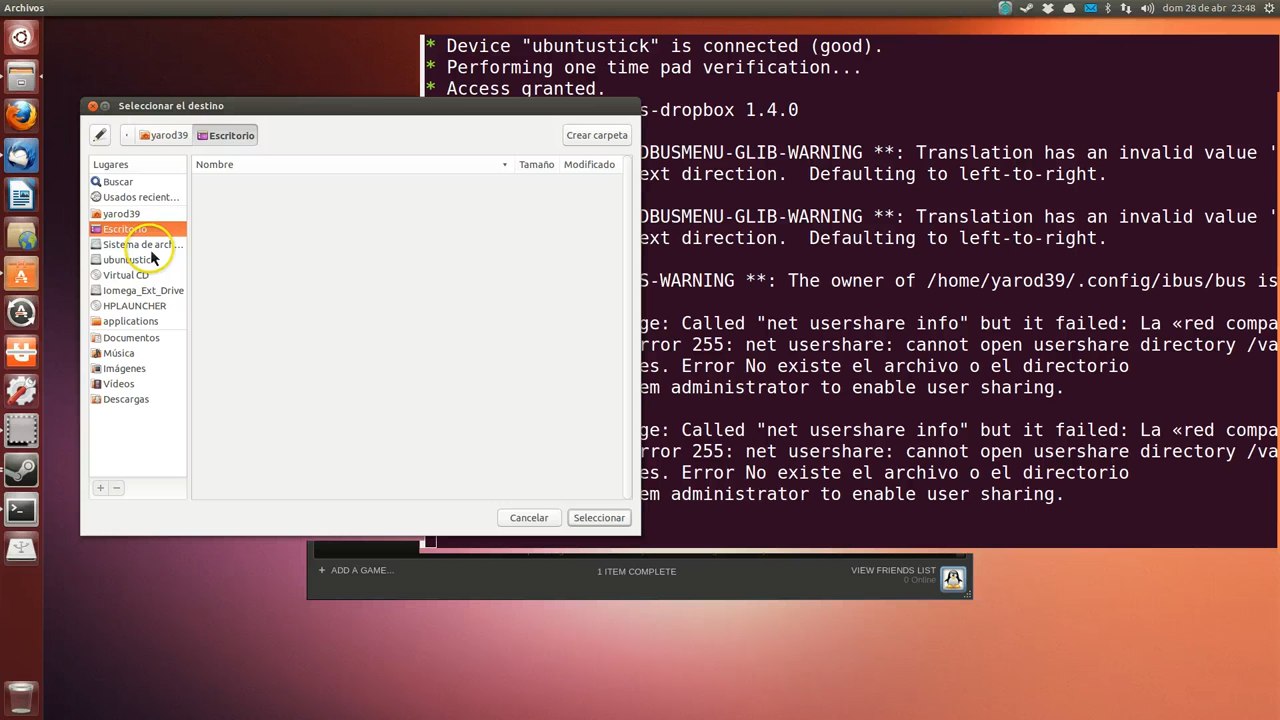 Archivos
dom 28 de abr
23:48
Seleccionar el destino
yarod39
Escritorio
Crear carpeta
Lugares
Nombre
Tamaño
Modificado
Buscar
Usados recient...
yarod39
Escritorio
Sistema de arch...
ubuntustick
Virtual CD
Iomega_Ext_Drive
HPLAUNCHER
applications
Documentos
Música
Imágenes
Vídeos
Descargas
Cancelar
Seleccionar
* Device "ubuntustick" is connected (good).
* Performing one time pad verification...
* Access granted.
s-dropbox 1.4.0
OBUSMENU-GLIB-WARNING **: Translation has an invalid value '
ext direction. Defaulting to left-to-right.
OBUSMENU-GLIB-WARNING **: Translation has an invalid value '
ext direction. Defaulting to left-to-right.
S-WARNING **: The owner of /home/yarod39/.config/ibus/bus is
ge: Called "net usershare info" but it failed: La «red compa
rror 255: net usershare: cannot open usershare directory /va
es. Error No existe el archivo o el directorio
em administrator to enable user sharing.
ge: Called "net usershare info" but it failed: La «red compa
rror 255: net usershare: cannot open usershare directory /va
es. Error No existe el archivo o el directorio
em administrator to enable user sharing.
+ ADD A GAME...
1 ITEM COMPLETE
VIEW FRIENDS LIST
0 Online